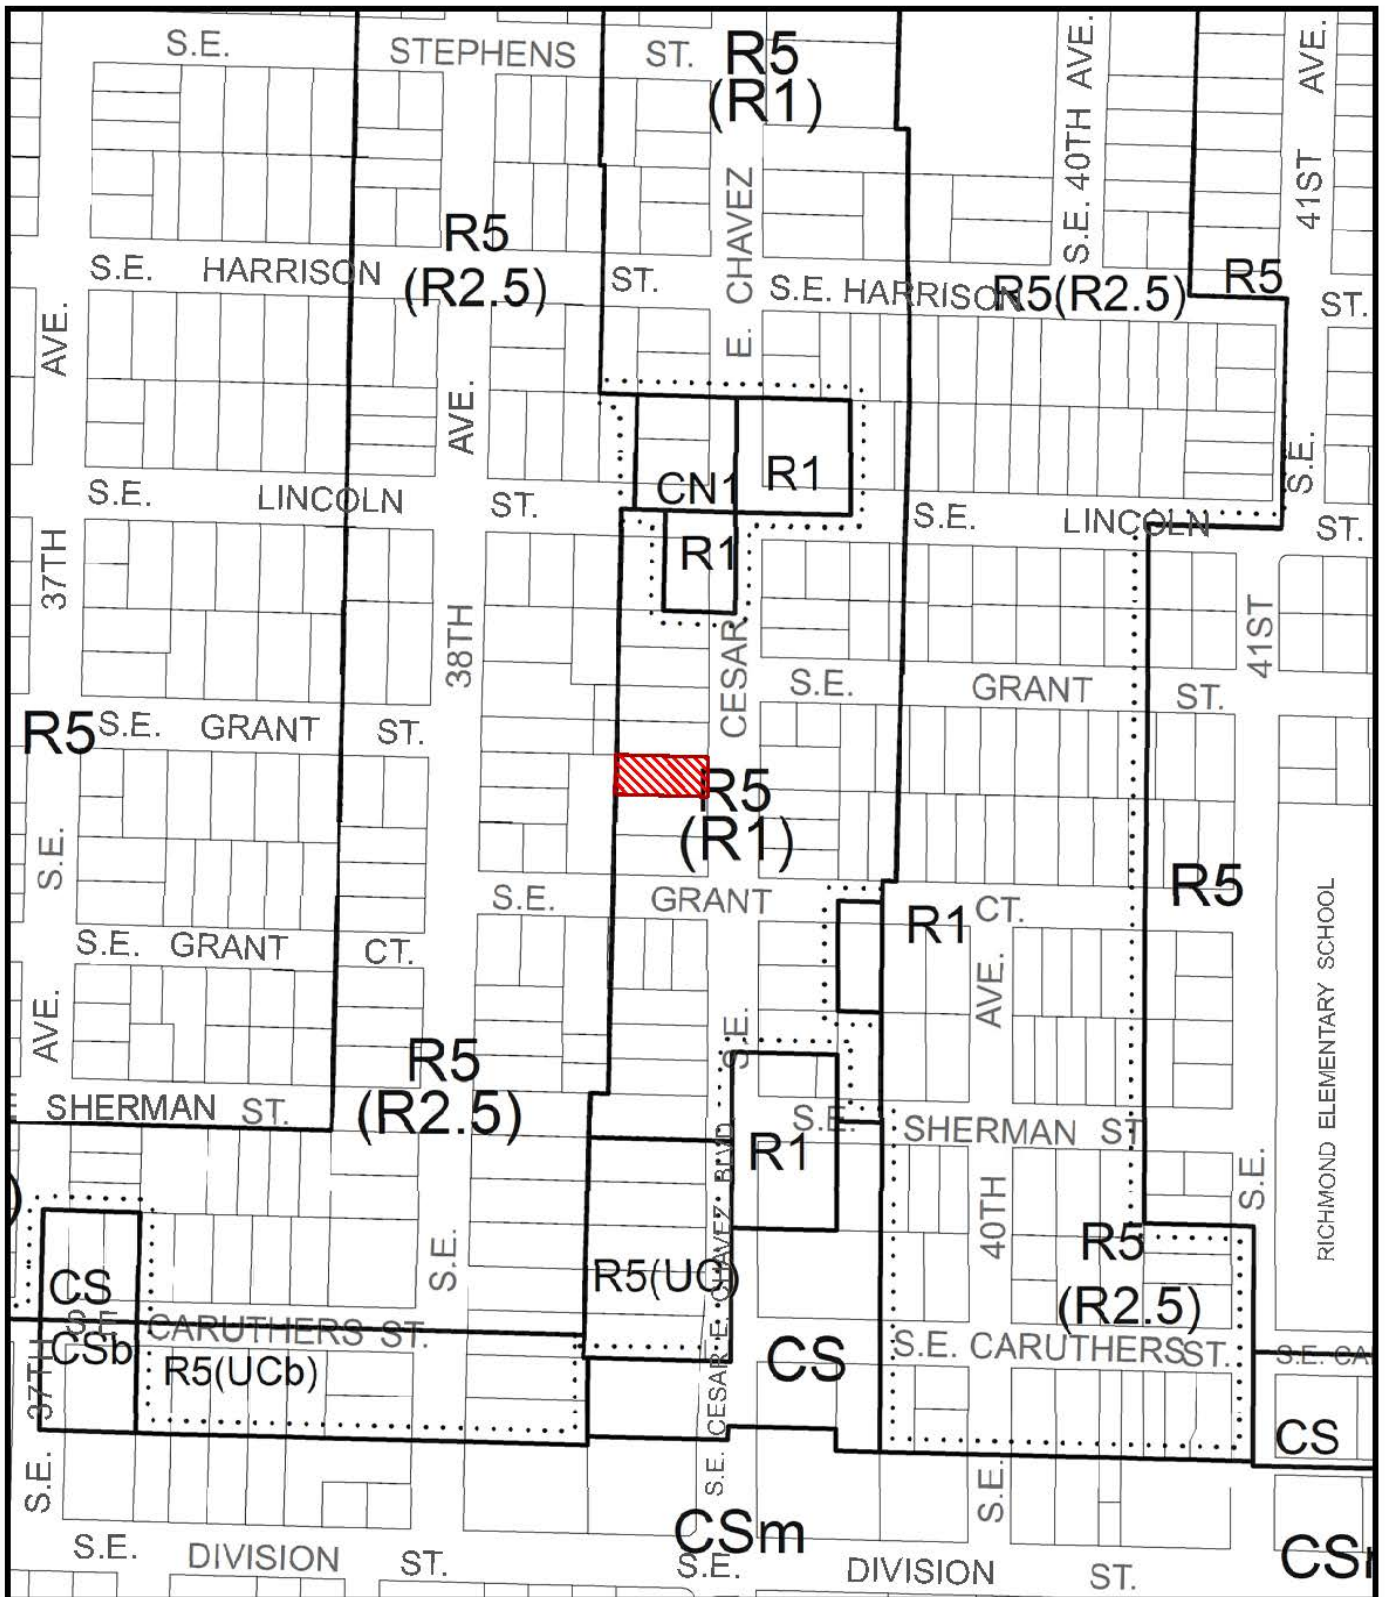 S.E. STEPHENS ST.
R5
(R1)
S.E. 40TH AVE.
41ST AVE.
E. CHAVEZ
R5
(R2.5)
S.E. HARRISON ST.
S.E. HARRISON
R5(R2.5)
R5
ST.
AVE.
AVE.
CN1
R1
S.E.
S.E. LINCOLN ST.
S.E. LINCOLN ST.
R1
37TH
38TH
CESAR
41ST
S.E. GRANT ST.
R5
S.E. GRANT ST.
R5
(R1)
S.E.
R5
S.E. GRANT CT.
R1
S.E. GRANT CT.
AVE.
AVE.
S.E.
RICHMOND ELEMENTARY SCHOOL
R5
(R2.5)
SHERMAN ST.
S.E. SHERMAN ST
R1
S.E.
40TH
S.E.
R5
(R2.5)
R5(UC)
CS
S.E. CARUTHERS ST.
CSb
R5(UCb)
S.E. CESAR E. CHAVEZ BLVD
CS
S.E. CARUTHERS ST.
S.E. CA
37TH
S.E.
S.E.
CS
CSm
S.E. DIVISION ST.
S.E. DIVISION ST.